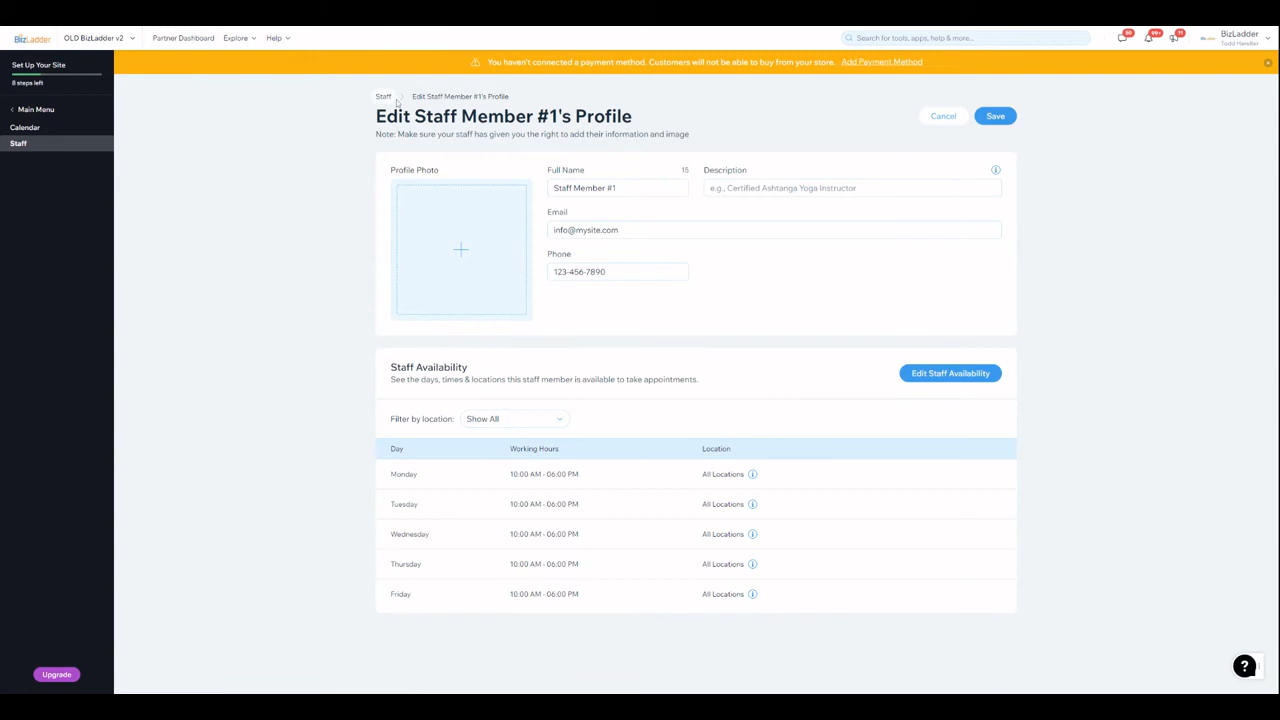 BizLadder
OLD BizLadder v2
Partner Dashboard
Explore
Help
Search for tools, apps, help & more...
99+
11
BizLadder
Todd Hereifer
Set Up Your Site
8 steps left
You haven't connected a payment method. Customers will not be able to buy from your store. Add Payment Method
Main Menu
Calendar
Staff
Staff
Edit Staff Member #1's Profile
Edit Staff Member #1's Profile
Cancel
Save
Note: Make sure your staff has given you the right to add their information and image
Profile Photo
Full Name
15
Staff Member #1
Description
e.g., Certified Ashtanga Yoga Instructor
Email
info@mysite.com
Phone
123-456-7890
Staff Availability
See the days, times & locations this staff member is available to take appointments.
Edit Staff Availability
Filter by location:
Show All
Day Working Hours Location
Monday 10:00 AM - 06:00 PM All Locations
Tuesday 10:00 AM - 06:00 PM All Locations
Wednesday 10:00 AM - 06:00 PM All Locations
Thursday 10:00 AM - 06:00 PM All Locations
Friday 10:00 AM - 06:00 PM All Locations
Upgrade
?